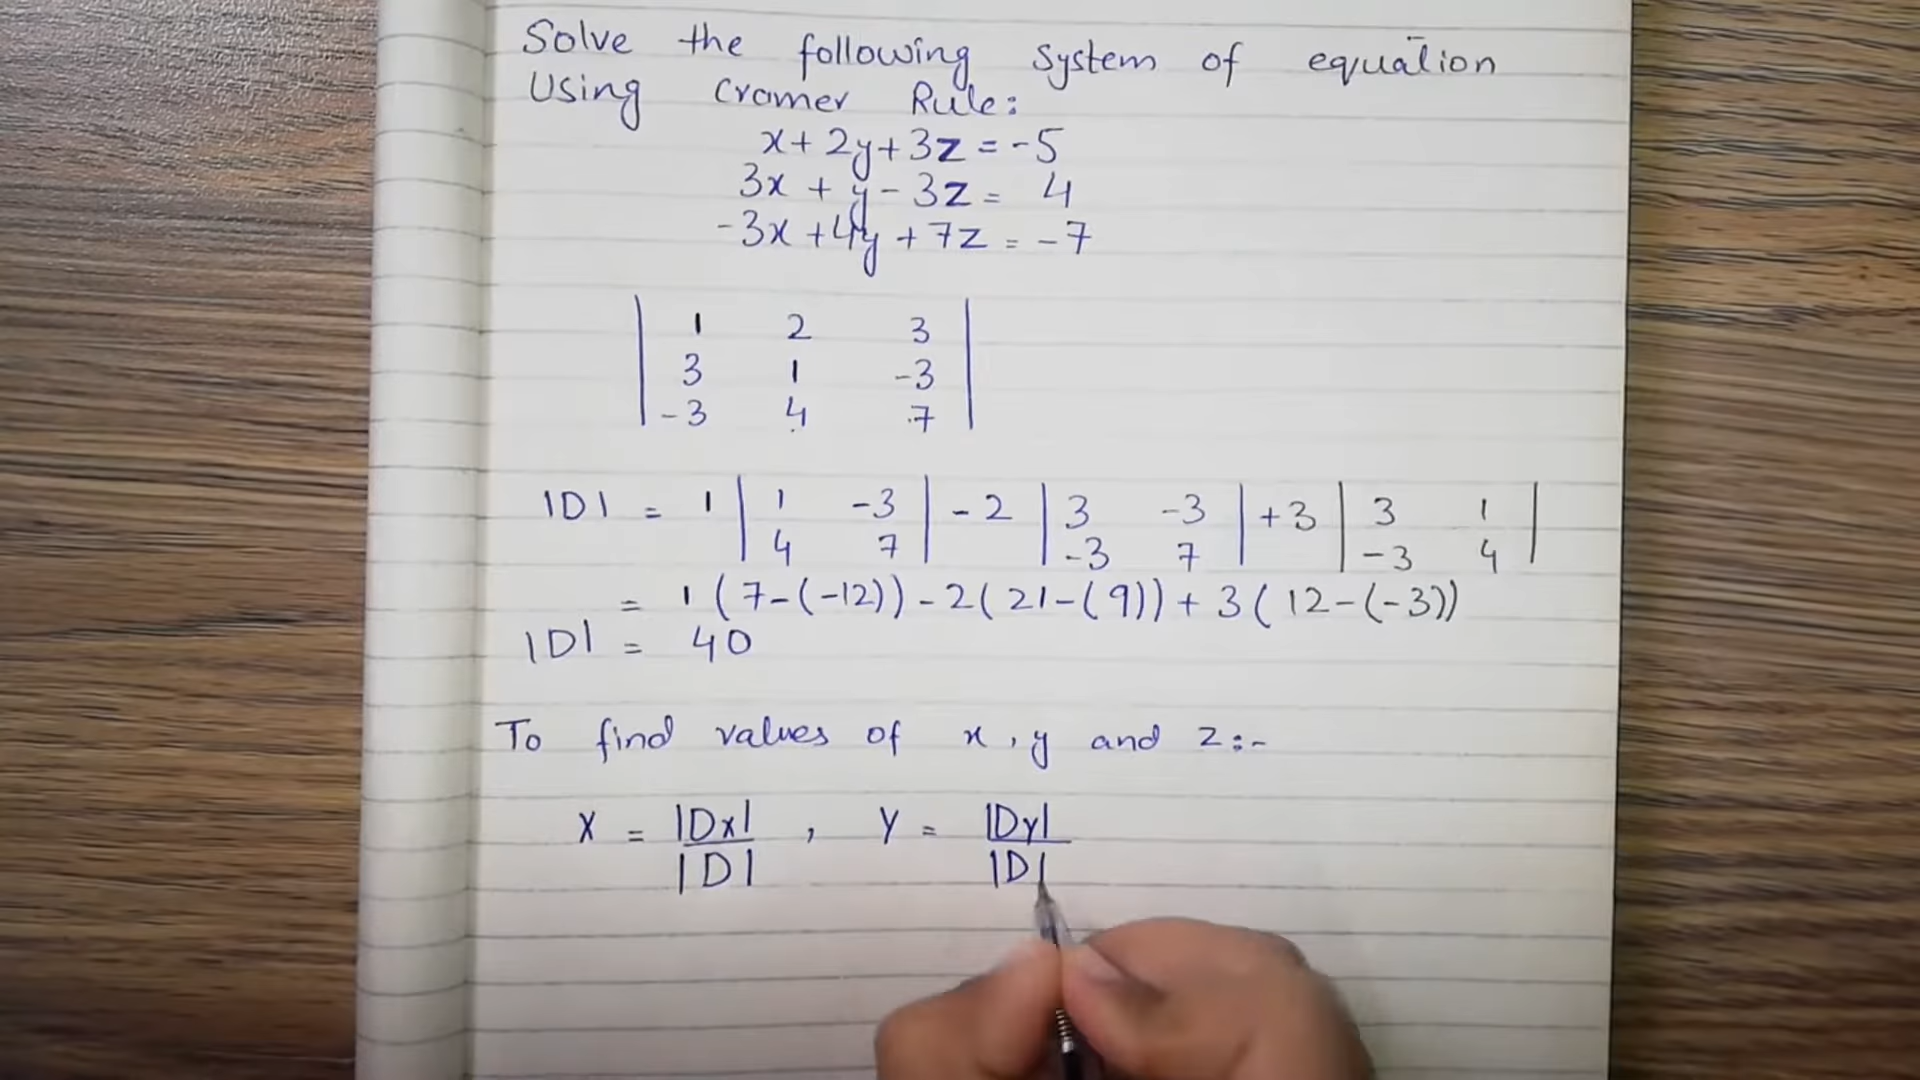 Solve the following system of equation
Using Cramer Rule:
x + 2y + 3z = -5
3x + y - 3z = 4
-3x + 4y + 7z = -7
| 1 2 3 |
| 3 1 -3 |
| -3 4 7 |
|D| = 1 | 1 -3 | - 2 | 3 -3 | + 3 | 3 1 |
| 4 7 | | -3 7 | | -3 4 |
= 1 (7-(-12)) - 2(21-(9)) + 3(12-(-3))
|D| = 40
To find values of x, y and z:-
X = |Dx| , Y = |Dy|
|D| |D|